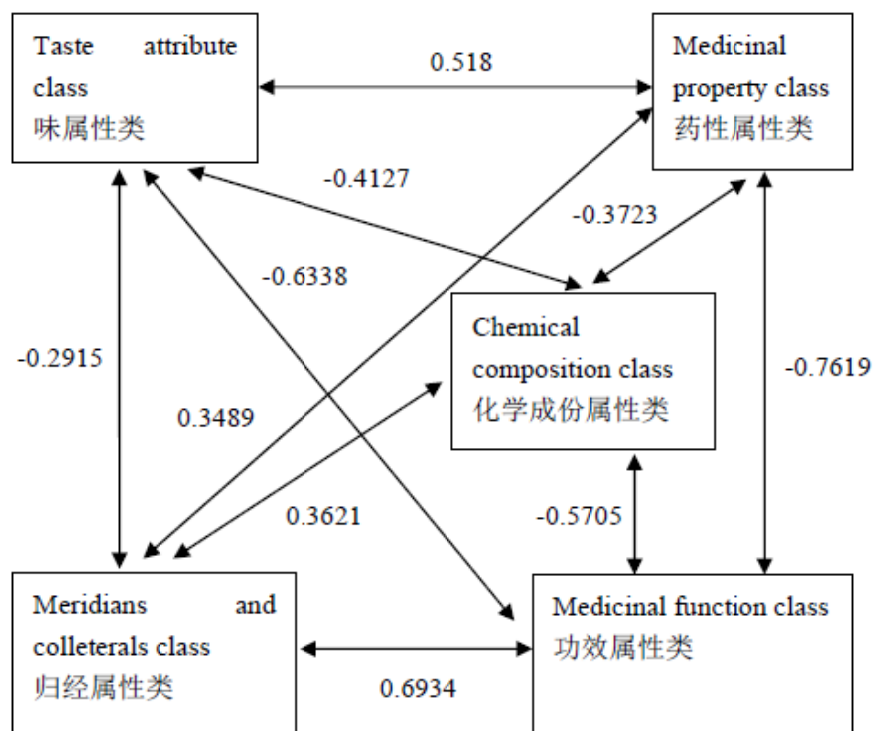 Taste attribute
class
味属性类
0.518
Medicinal
property class
药性属性类
-0.4127
-0.3723
-0.6338
Chemical
composition class
化学成份属性类
-0.2915
-0.7619
0.3489
0.3621
-0.5705
Meridians and
colleterals class
归经属性类
0.6934
Medicinal function class
功效属性类